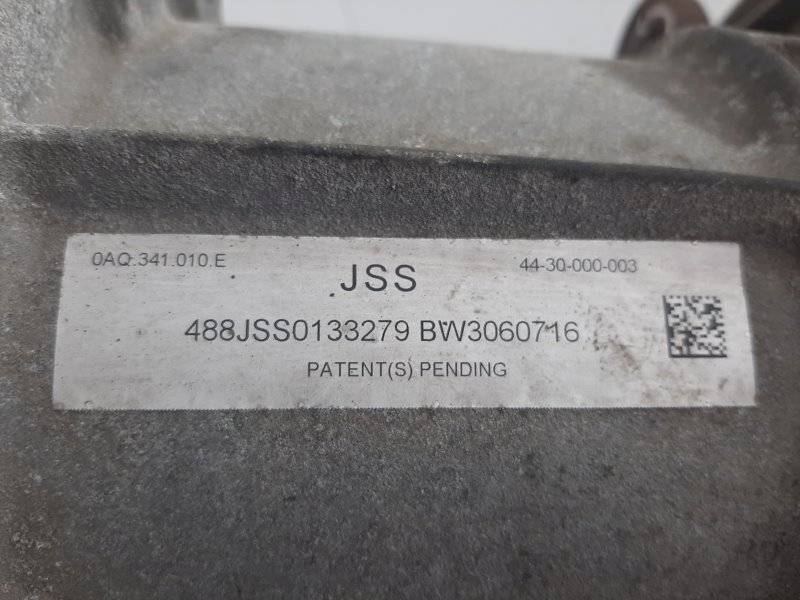 0AQ.341.010.E
JSS
44-30-000-003
488JSS0133279 BW3060716
PATENT(S) PENDING